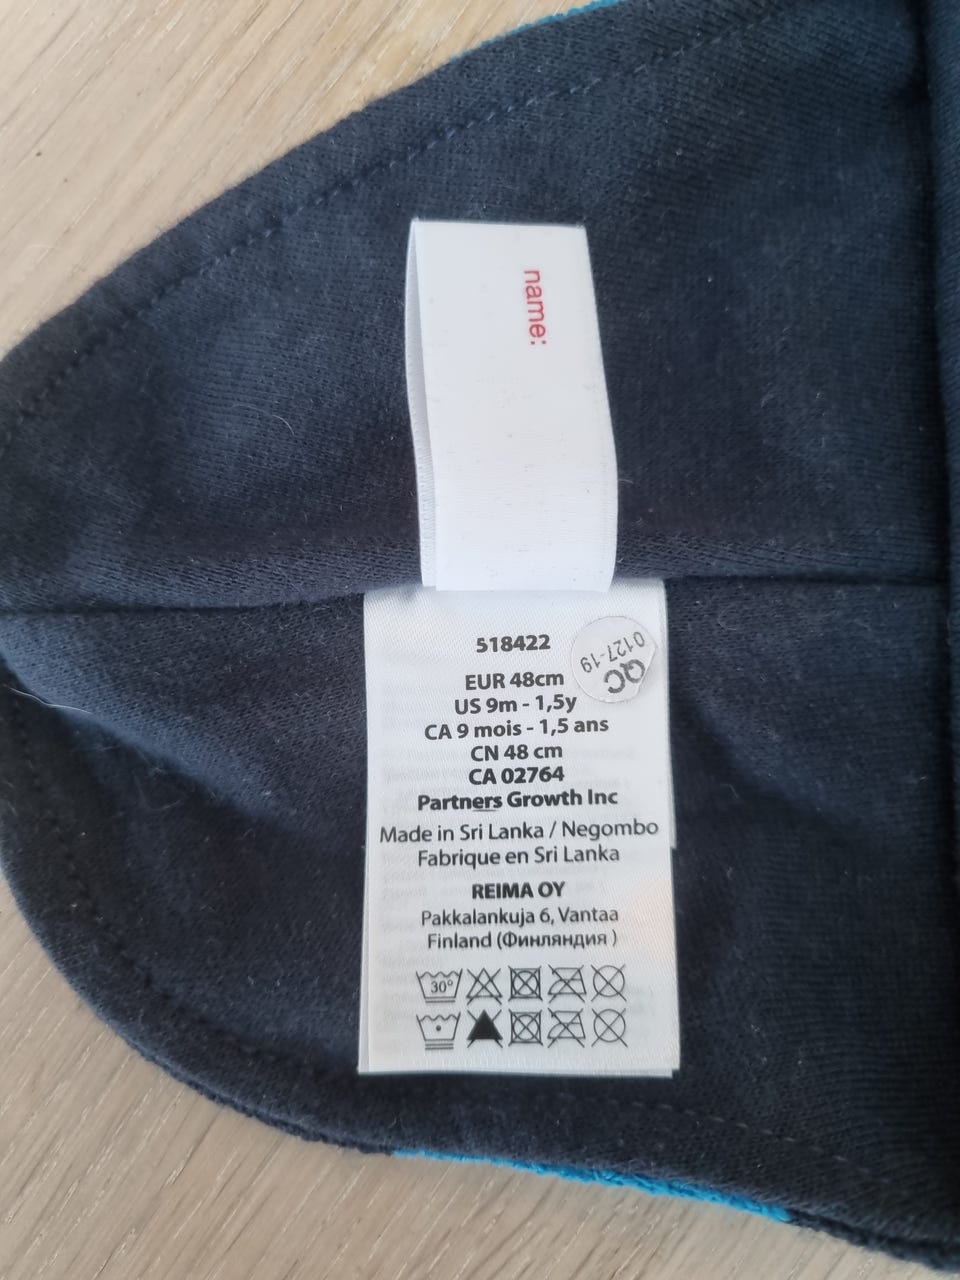 name:
518422
QC
0127-19
EUR 48cm
US 9m - 1,5y
CA 9 mois - 1,5 ans
CN 48 cm
CA 02764
Partners Growth Inc
Made in Sri Lanka / Negombo
Fabrique en Sri Lanka
REIMA OY
Pakkalankuja 6, Vantaa
Finland (Финляндия )
30°